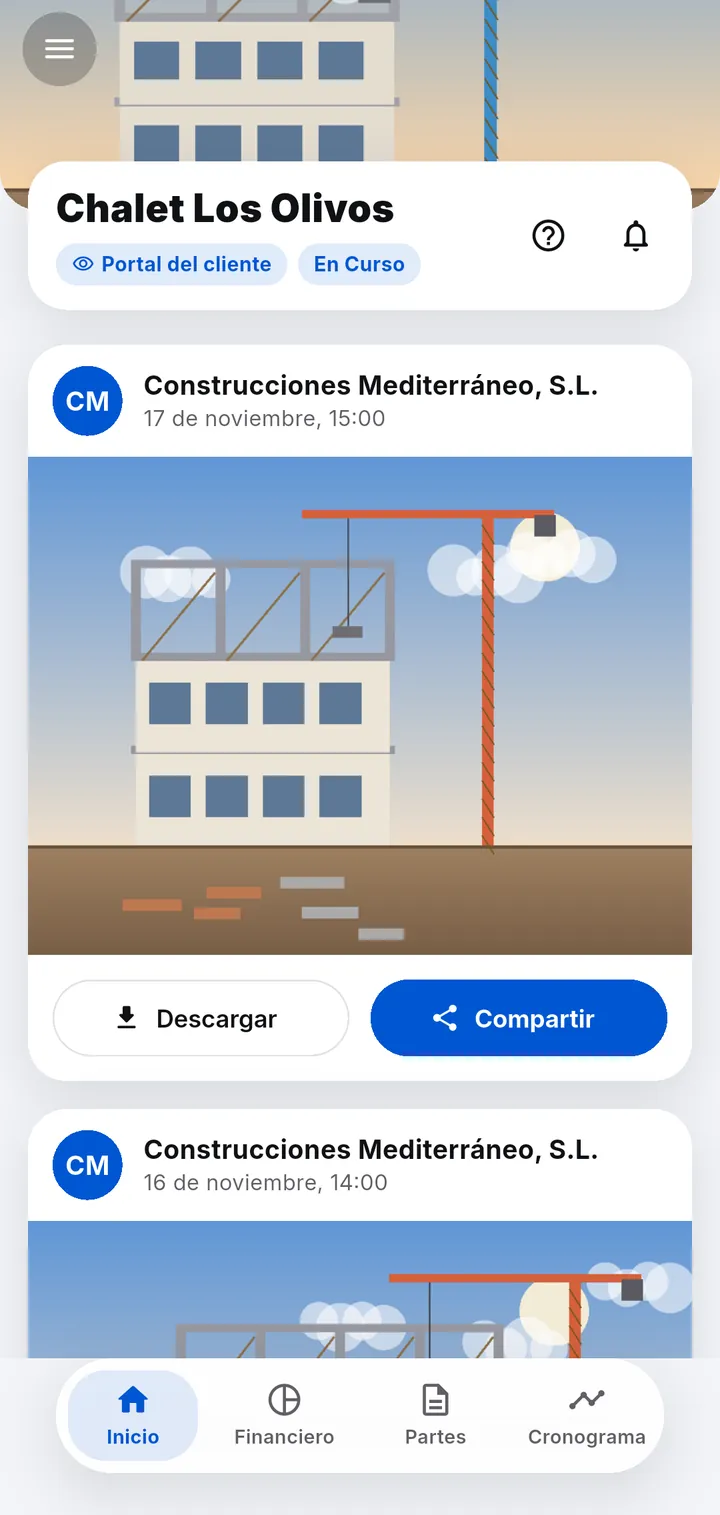 Chalet Los Olivos
Portal del cliente
En Curso
CM
Construcciones Mediterráneo, S.L.
17 de noviembre, 15:00
Descargar
Compartir
CM
Construcciones Mediterráneo, S.L.
16 de noviembre, 14:00
Inicio
Financiero
Partes
Cronograma